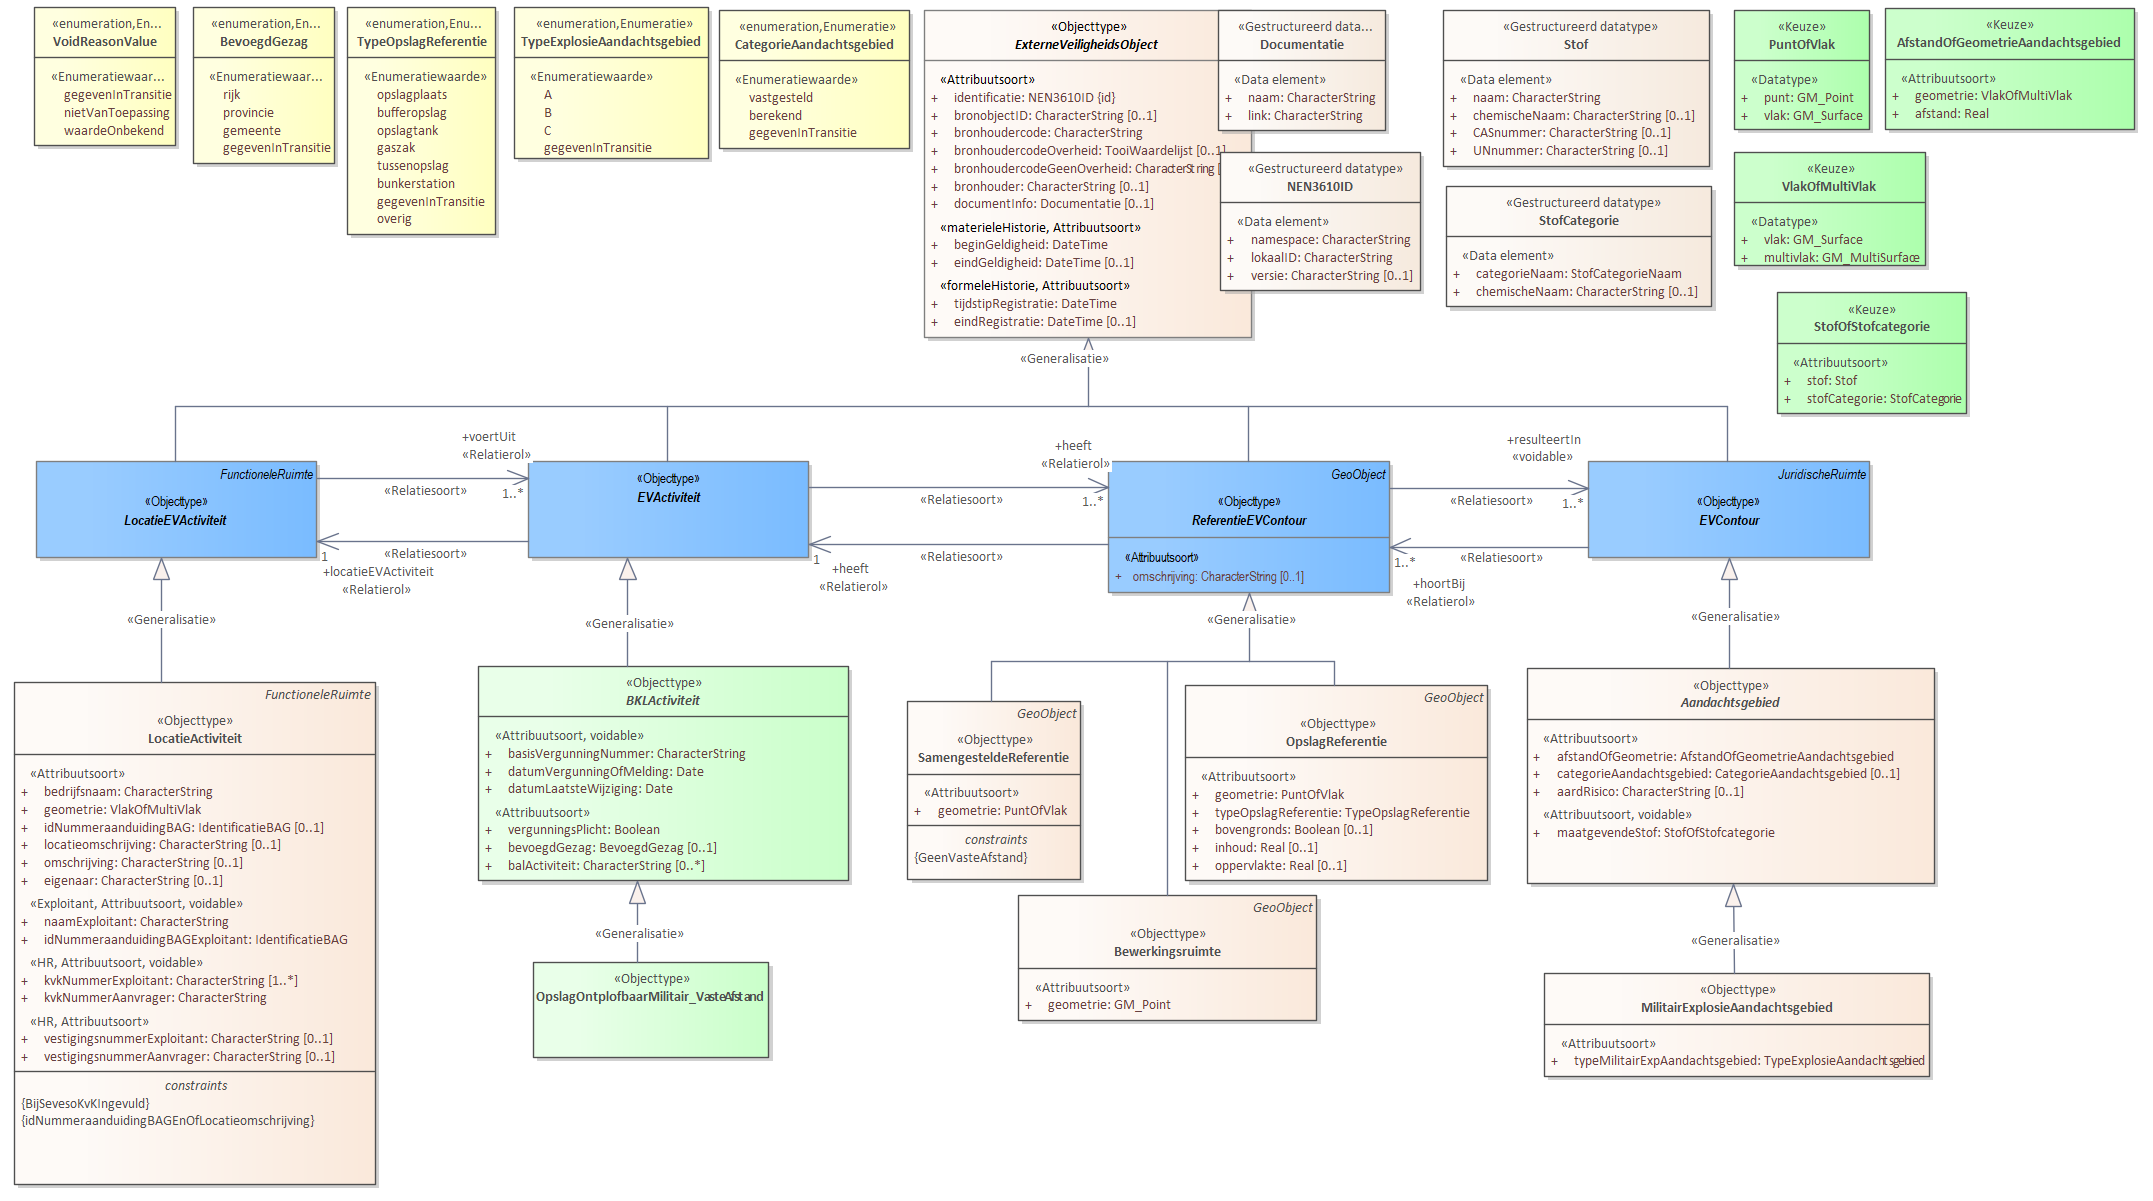 «enumeration,En...
VoidReasonValue
«Enumeratiewaar...
gegevenInTransitie
nietVanToepassing
waardeOnbekend
«enumeration,En...
BevoegdGezag
«Enumeratiewaar...
rijk
provincie
gemeente
gegevenInTransitie
«enumeration,Enu...
TypeOpslagReferentie
«Enumeratiewaarde»
opslagplaats
bufferopslag
opslagtank
gaszak
tussenopslag
bunkerstation
gegevenInTransitie
overig
«enumeration,Enumeratie»
TypeExplosieAandachtsgebied
«Enumeratiewaarde»
A
B
C
gegevenInTransitie
«enumeration,Enumeratie»
CategorieAandachtsgebied
«Enumeratiewaarde»
vastgesteld
berekend
gegevenInTransitie
«Objecttype»
ExterneVeiligheidsObject
«Attribuutsoort»
+ identificatie: NEN3610ID {id}
+ bronobjectID: CharacterString [0..1]
+ bronhoudercode: CharacterString
+ bronhoudercodeOverheid: TooiWaardelijst [0..1]
+ bronhoudercodeGeenOverheid: CharacterString [
+ bronhouder: CharacterString [0..1]
+ documentInfo: Documentatie [0..1]
«materieleHistorie, Attribuutsoort»
+ beginGeldigheid: DateTime
+ eindGeldigheid: DateTime [0..1]
«formeleHistorie, Attribuutsoort»
+ tijdstipRegistratie: DateTime
+ eindRegistratie: DateTime [0..1]
«Gestructureerd data...
Documentatie
«Data element»
+ naam: CharacterString
+ link: CharacterString
«Gestructureerd datatype»
NEN3610ID
«Data element»
+ namespace: CharacterString
+ lokaalID: CharacterString
+ versie: CharacterString [0..1]
«Gestructureerd datatype»
Stof
«Data element»
+ naam: CharacterString
+ chemischeNaam: CharacterString [0..1]
+ CASnummer: CharacterString [0..1]
+ UNnummer: CharacterString [0..1]
«Gestructureerd datatype»
StofCategorie
«Data element»
+ categorieNaam: StofCategorieNaam
+ chemischeNaam: CharacterString [0..1]
«Keuze»
PuntOfVlak
«Datatype»
+ punt: GM_Point
+ vlak: GM_Surface
«Keuze»
AfstandOfGeometrieAandachtsgebied
«Attribuutsoort»
+ geometrie: VlakOfMultiVlak
+ afstand: Real
«Keuze»
VlakOfMultiVlak
«Datatype»
+ vlak: GM_Surface
+ multivlak: GM_MultiSurface
«Keuze»
StofOfStofcategorie
«Attribuutsoort»
+ stof: Stof
+ stofCategorie: StofCategorie
«Generalisatie»
FunctioneleRuimte
«Objecttype»
LocatieEVActiviteit
+voertUit
«Relatierol»
«Relatiesoort»
1..*
«Relatiesoort»
1
+locatieEVActiviteit
«Relatierol»
«Objecttype»
EVActiviteit
+heeft
«Relatierol»
«Relatiesoort»
1..*
«Relatiesoort»
1
+heeft
«Relatierol»
GeoObject
«Objecttype»
ReferentieEVContour
«Attribuutsoort»
+ omschrijving: CharacterString [0..1]
+resulteertIn
«voidable»
«Relatiesoort»
1..*
«Relatiesoort»
1..*
+hoortBij
«Relatierol»
JuridischeRuimte
«Objecttype»
EVContour
«Generalisatie»
«Generalisatie»
«Generalisatie»
«Generalisatie»
FunctioneleRuimte
«Objecttype»
LocatieActiviteit
«Attribuutsoort»
+ bedrijfsnaam: CharacterString
+ geometrie: VlakOfMultiVlak
+ idNummeraanduidingBAG: IdentificatieBAG [0..1]
+ locatieomschrijving: CharacterString [0..1]
+ omschrijving: CharacterString [0..1]
+ eigenaar: CharacterString [0..1]
«Exploitant, Attribuutsoort, voidable»
+ naamExploitant: CharacterString
+ idNummeraanduidingBAGExploitant: IdentificatieBAG
«HR, Attribuutsoort, voidable»
+ kvkNummerExploitant: CharacterString [1..*]
+ kvkNummerAanvrager: CharacterString
«HR, Attribuutsoort»
+ vestigingsnummerExploitant: CharacterString [0..1]
+ vestigingsnummerAanvrager: CharacterString [0..1]
constraints
{BijSevesoKvKIngevuld}
{idNummeraanduidingBAGEnOfLocatieomschrijving}
«Objecttype»
BKLActiviteit
«Attribuutsoort, voidable»
+ basisVergunningNummer: CharacterString
+ datumVergunningOfMelding: Date
+ datumLaatsteWijziging: Date
«Attribuutsoort»
+ vergunningsPlicht: Boolean
+ bevoegdGezag: BevoegdGezag [0..1]
+ balActiviteit: CharacterString [0..*]
«Generalisatie»
«Objecttype»
OpslagOntplofbaarMilitair_VasteAfstand
GeoObject
«Objecttype»
SamengesteldeReferentie
«Attribuutsoort»
+ geometrie: PuntOfVlak
constraints
{GeenVasteAfstand}
GeoObject
«Objecttype»
OpslagReferentie
«Attribuutsoort»
+ geometrie: PuntOfVlak
+ typeOpslagReferentie: TypeOpslagReferentie
+ bovengronds: Boolean [0..1]
+ inhoud: Real [0..1]
+ oppervlakte: Real [0..1]
GeoObject
«Objecttype»
Bewerkingsruimte
«Attribuutsoort»
+ geometrie: GM_Point
«Objecttype»
Aandachtsgebied
«Attribuutsoort»
+ afstandOfGeometrie: AfstandOfGeometrieAandachtsgebied
+ categorieAandachtsgebied: CategorieAandachtsgebied [0..1]
+ aardRisico: CharacterString [0..1]
«Attribuutsoort, voidable»
+ maatgevendeStof: StofOfStofcategorie
«Generalisatie»
«Objecttype»
MilitairExplosieAandachtsgebied
«Attribuutsoort»
+ typeMilitairExpAandachtsgebied: TypeExplosieAandachtsgebied